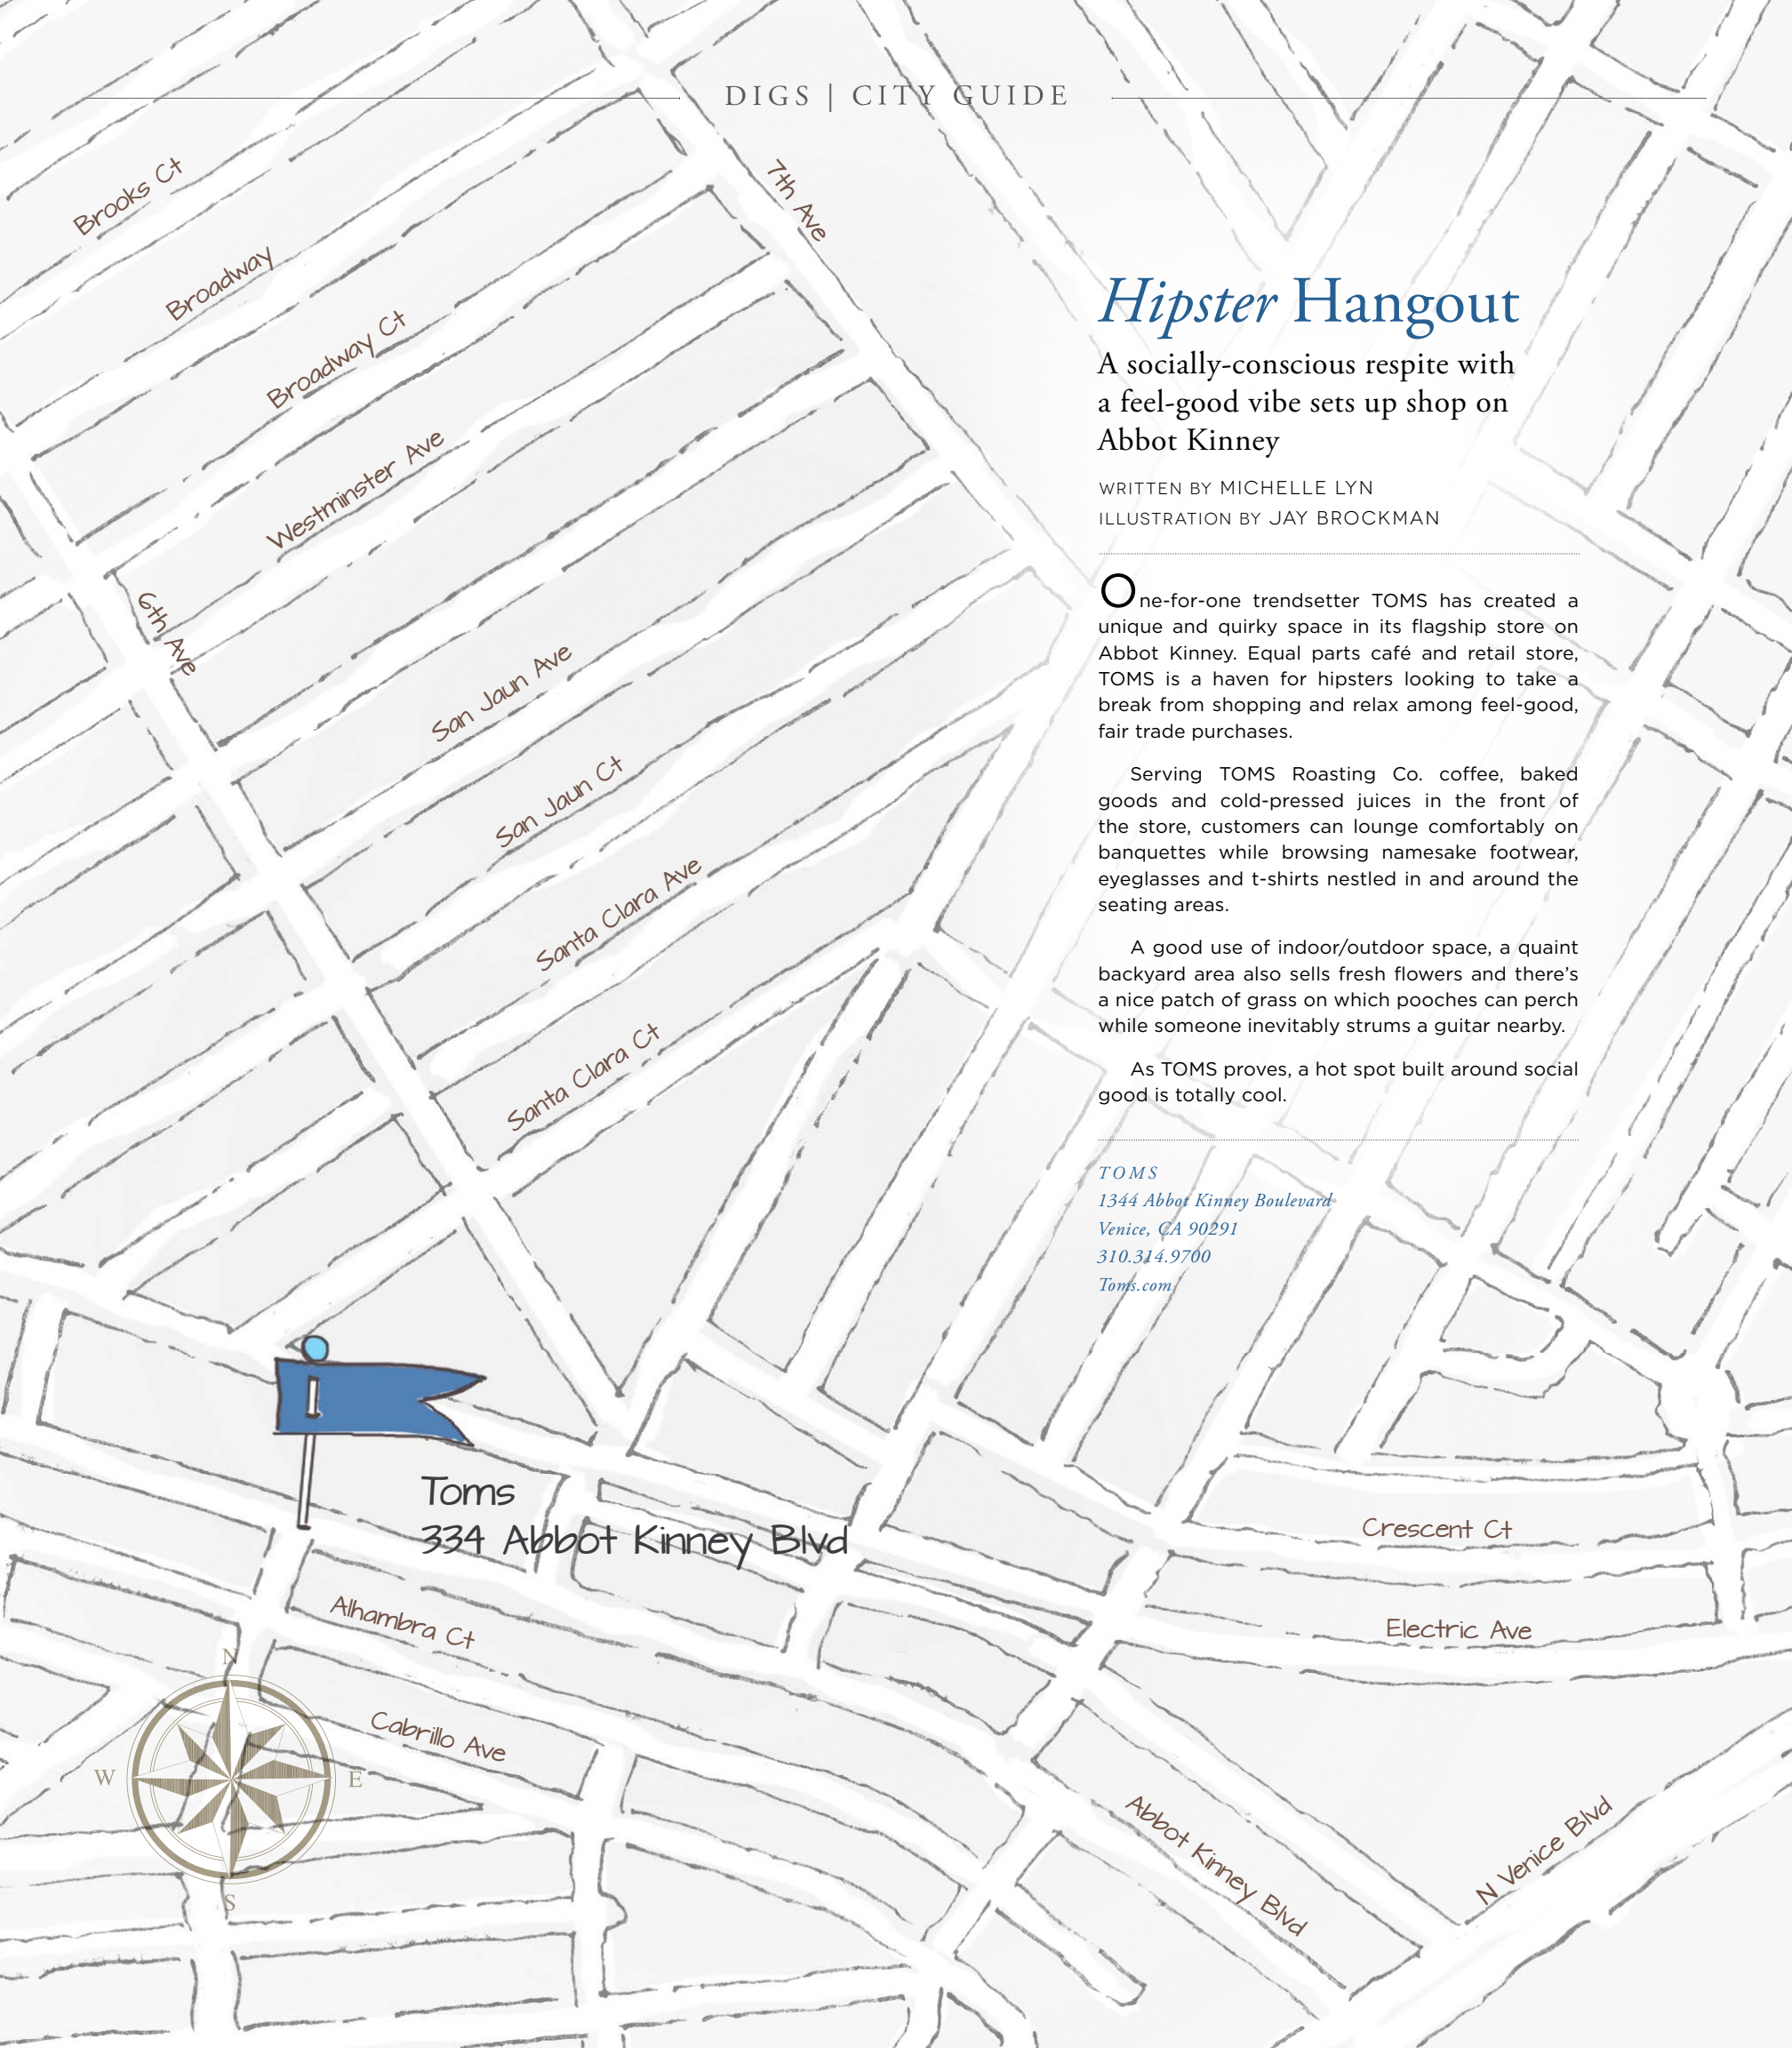 DIGS | CITY GUIDE
Brooks Ct
Broadway
Broadway Ct
Westminster Ave
7th Ave
6th Ave
San Jaun Ave
San Jaun Ct
Santa Clara Ave
Santa Clara Ct
Hipster Hangout
A socially-conscious respite with
a feel-good vibe sets up shop on
Abbot Kinney
WRITTEN BY MICHELLE LYN
ILLUSTRATION BY JAY BROCKMAN
One-for-one trendsetter TOMS has created a
unique and quirky space in its flagship store on
Abbot Kinney. Equal parts café and retail store,
TOMS is a haven for hipsters looking to take a
break from shopping and relax among feel-good,
fair trade purchases.
Serving TOMS Roasting Co. coffee, baked
goods and cold-pressed juices in the front of
the store, customers can lounge comfortably on
banquettes while browsing namesake footwear,
eyeglasses and t-shirts nestled in and around the
seating areas.
A good use of indoor/outdoor space, a quaint
backyard area also sells fresh flowers and there's
a nice patch of grass on which pooches can perch
while someone inevitably strums a guitar nearby.
As TOMS proves, a hot spot built around social
good is totally cool.
TOMS
1344 Abbot Kinney Boulevard
Venice, CA 90291
310.314.9700
Toms.com
1
Toms
334 Abbot Kinney Blvd
Crescent Ct
Electric Ave
Alhambra Ct
Cabrillo Ave
N
W
E
S
Abbot Kinney Blvd
N Venice Blvd